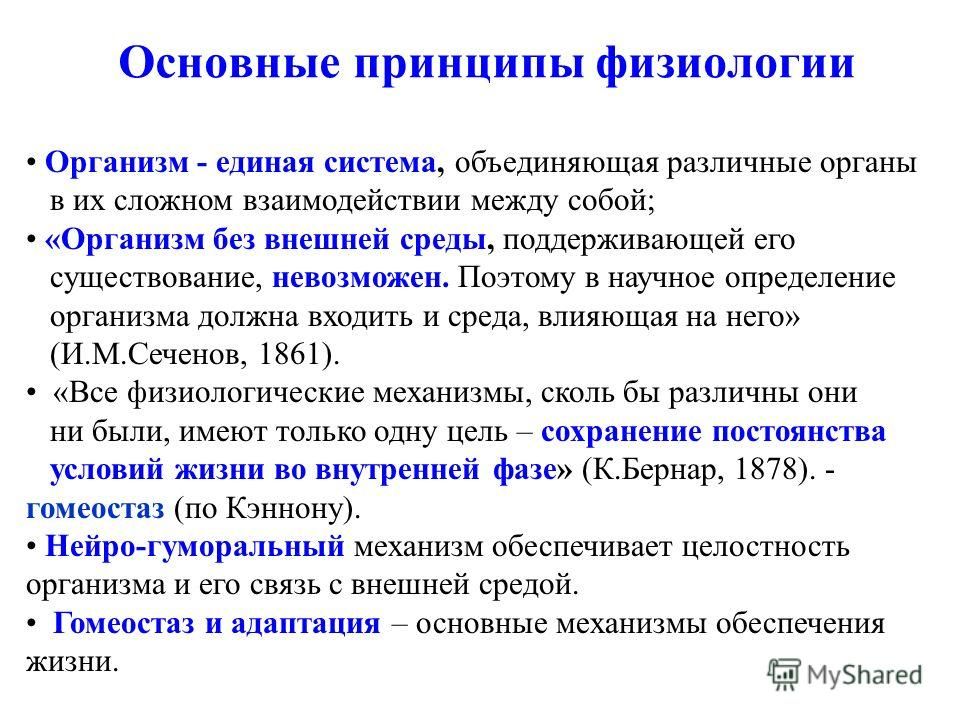 Основные принципы физиологии
• Организм - единая система, объединяющая различные органы
в их сложном взаимодействии между собой;
• «Организм без внешней среды, поддерживающей его
существование, невозможен. Поэтому в научное определение
организма должна входить и среда, влияющая на него»
(И.М.Сеченов, 1861).
• «Все физиологические механизмы, сколь бы различны они
ни были, имеют только одну цель – сохранение постоянства
условий жизни во внутренней фазе» (К.Бернар, 1878). -
гомеостаз (по Кэннону).
• Нейро-гуморальный механизм обеспечивает целостность
организма и его связь с внешней средой.
• Гомеостаз и адаптация – основные механизмы обеспечения
жизни.
MyShared